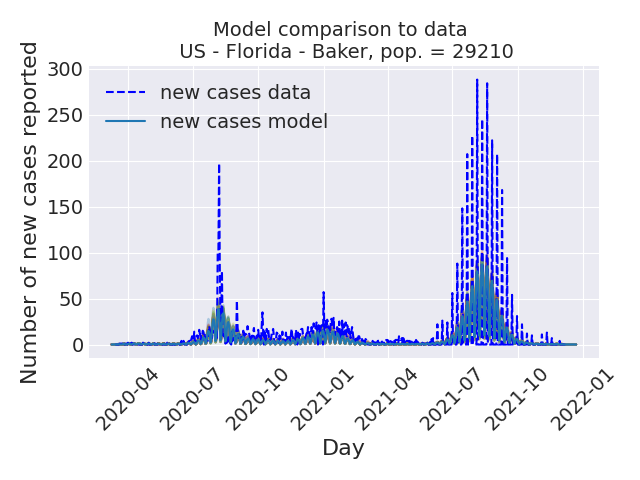 Model comparison to data
US - Florida - Baker, pop. = 29210
Number of new cases reported
300
250
200
150
100
50
0
new cases data
new cases model
2020-04
2020-07
2020-10
2021-01
2021-04
2021-07
2021-10
2022-01
Day